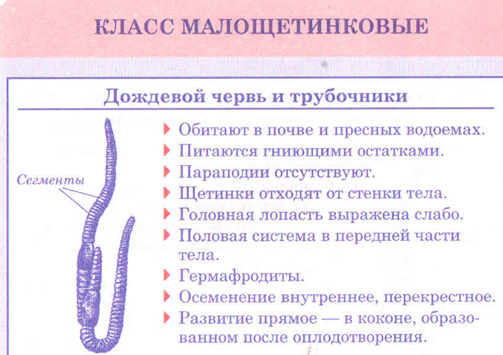 КЛАСС МАЛОЩЕТИНКОВЫЕ
Дождевой червь и трубочники
Сегменты
Обитают в почве и пресных водоемах.
Питаются гниющими остатками.
Параподии отсутствуют.
Щетинки отходят от стенки тела.
Головная лопасть выражена слабо.
Половая система в передней части
тела.
Гермафродиты.
Осеменение внутреннее, перекрестное.
Развитие прямое — в коконе, образо-
ванном после оплодотворения.